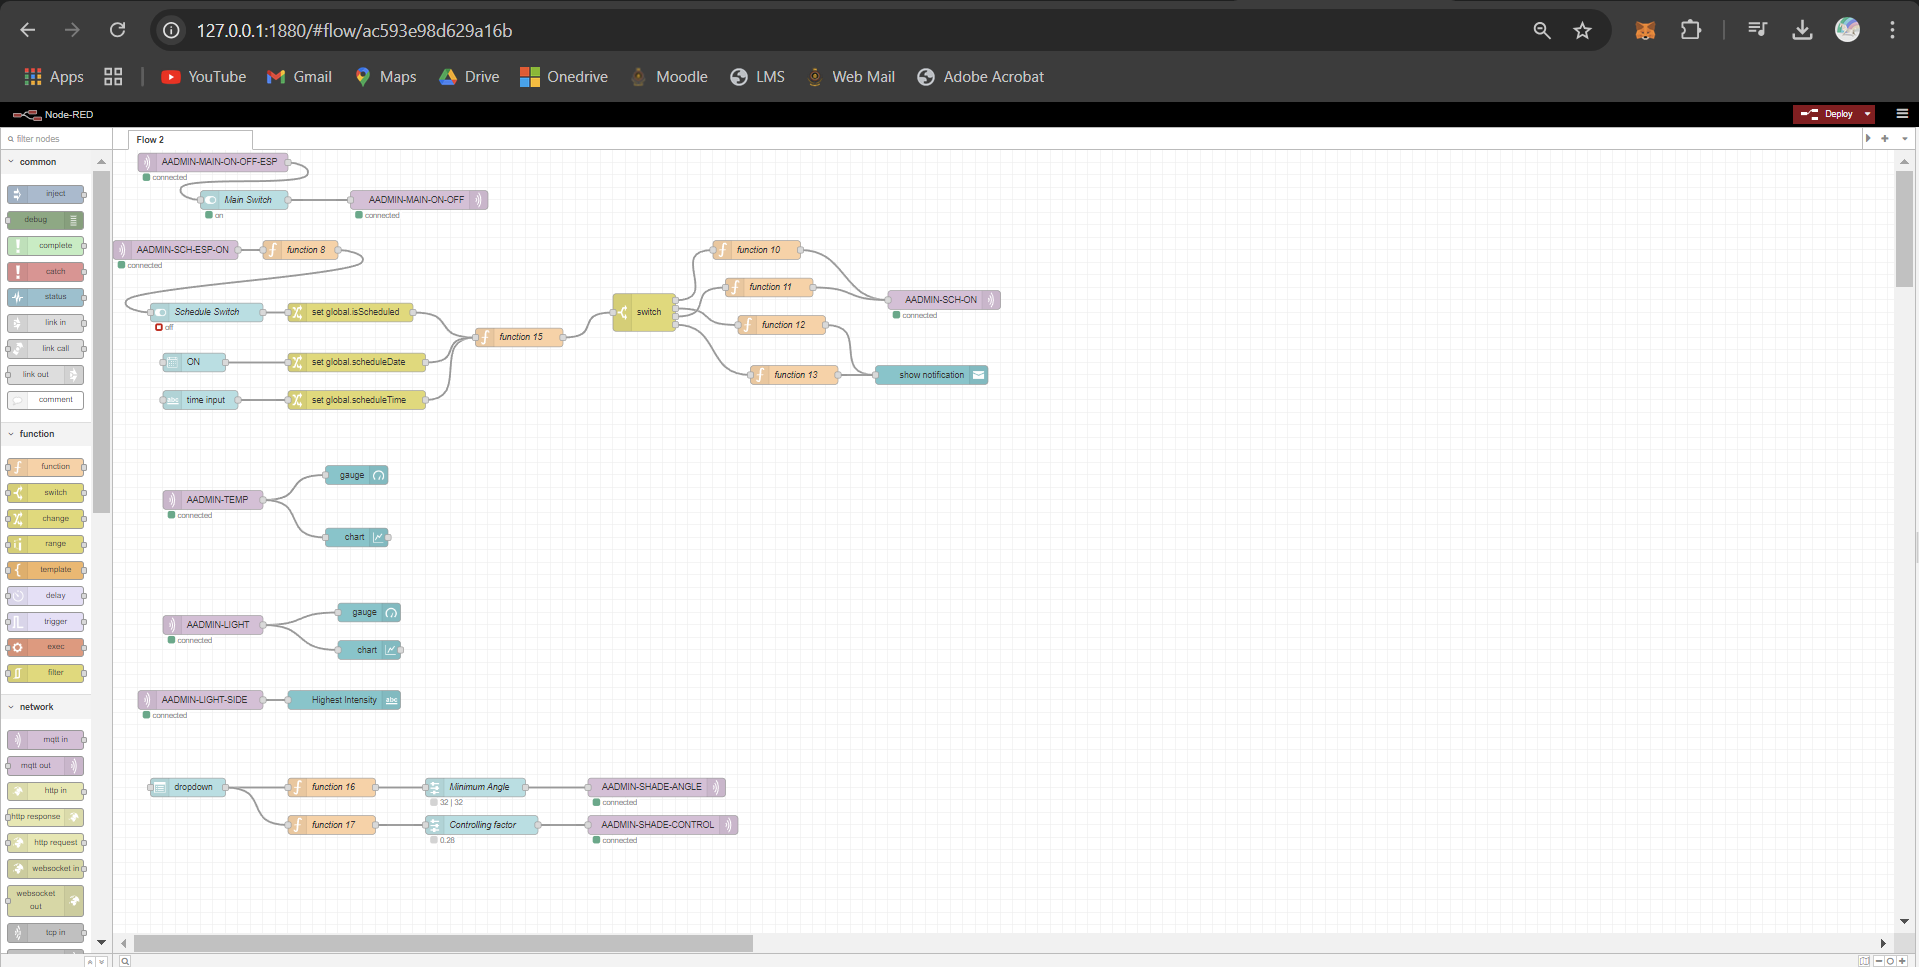 127.0.0.1:1880/#flow/ac593e98d629a16b
Apps YouTube Gmail Maps Drive Onedrive Moodle LMS Web Mail Adobe Acrobat
Node-RED Deploy
filter nodes
Flow 2
common
inject
debug
complete
catch
status
link in
link call
link out
comment
function
function
switch
change
range
template
delay
trigger
exec
filter
network
mqtt in
mqtt out
http in
http response
http request
websocket in
websocket out
tcp in
AADMIN-MAIN-ON-OFF-ESP
connected
Main Switch
on
AADMIN-MAIN-ON-OFF
connected
AADMIN-SCH-ESP-ON
connected
function 8
Schedule Switch
off
set global.isScheduled
ON
set global.scheduleDate
time input
set global.scheduleTime
function 15
switch
function 10
function 11
function 12
function 13
AADMIN-SCH-ON
connected
show notification
AADMIN-TEMP
connected
gauge
chart
AADMIN-LIGHT
connected
gauge
chart
AADMIN-LIGHT-SIDE
connected
Highest Intensity
abc
dropdown
function 16
Minimum Angle
32 | 32
AADMIN-SHADE-ANGLE
connected
function 17
Controlling factor
0.28
AADMIN-SHADE-CONTROL
connected